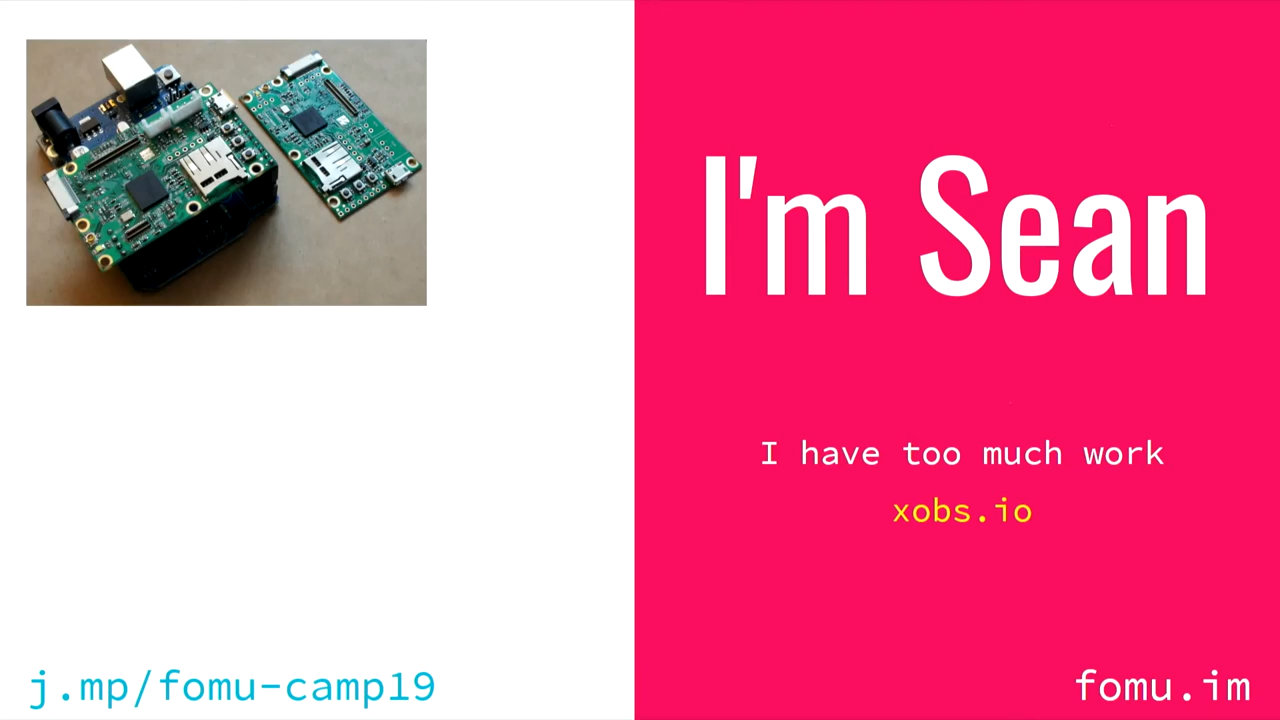 I'm Sean
I have too much work
xobs.io
j.mp/fomu-camp19
fomu.im